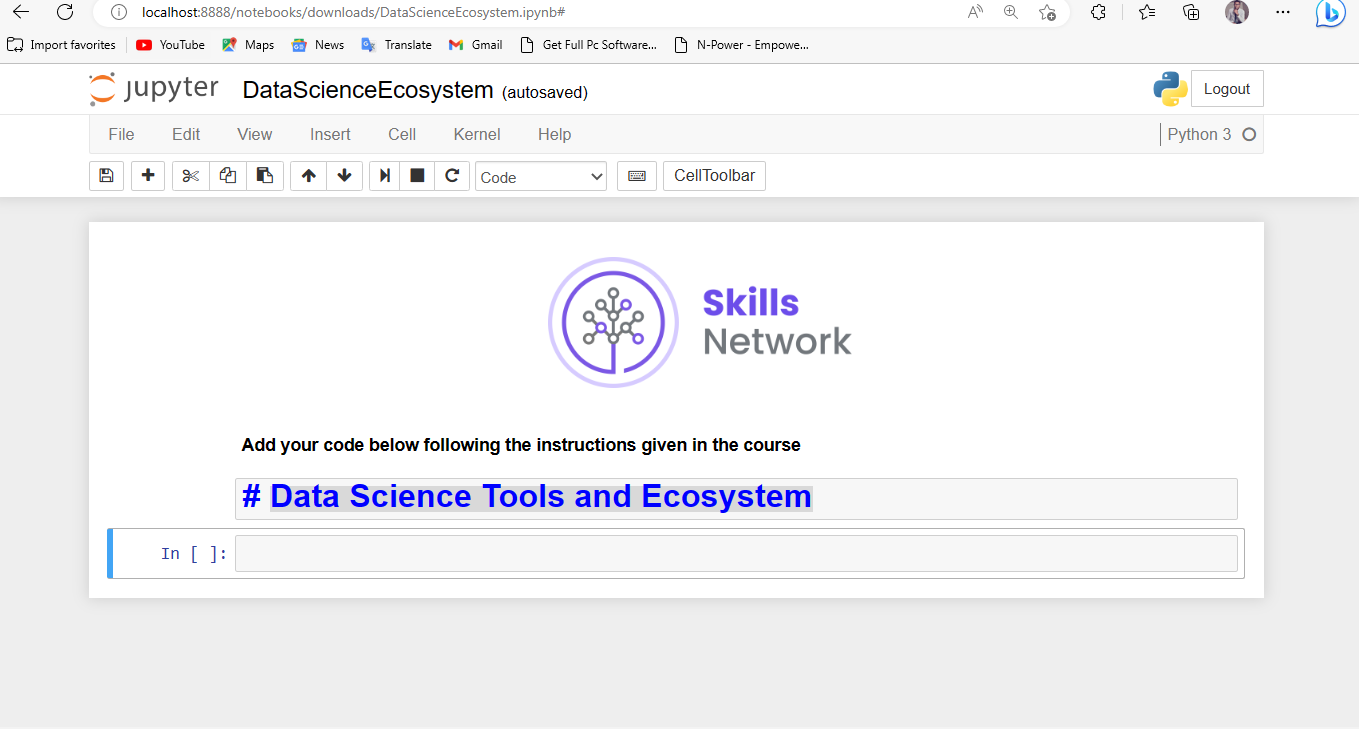 localhost:8888/notebooks/downloads/DataScienceEcosystem.ipynb#
Import favorites YouTube Maps News Translate Gmail Get Full Pc Software... N-Power - Empowe...
jupyter DataScienceEcosystem (autosaved) Logout
File Edit View Insert Cell Kernel Help Python 3
Code CellToolbar
Skills
Network
Add your code below following the instructions given in the course
# Data Science Tools and Ecosystem
In [ ]: